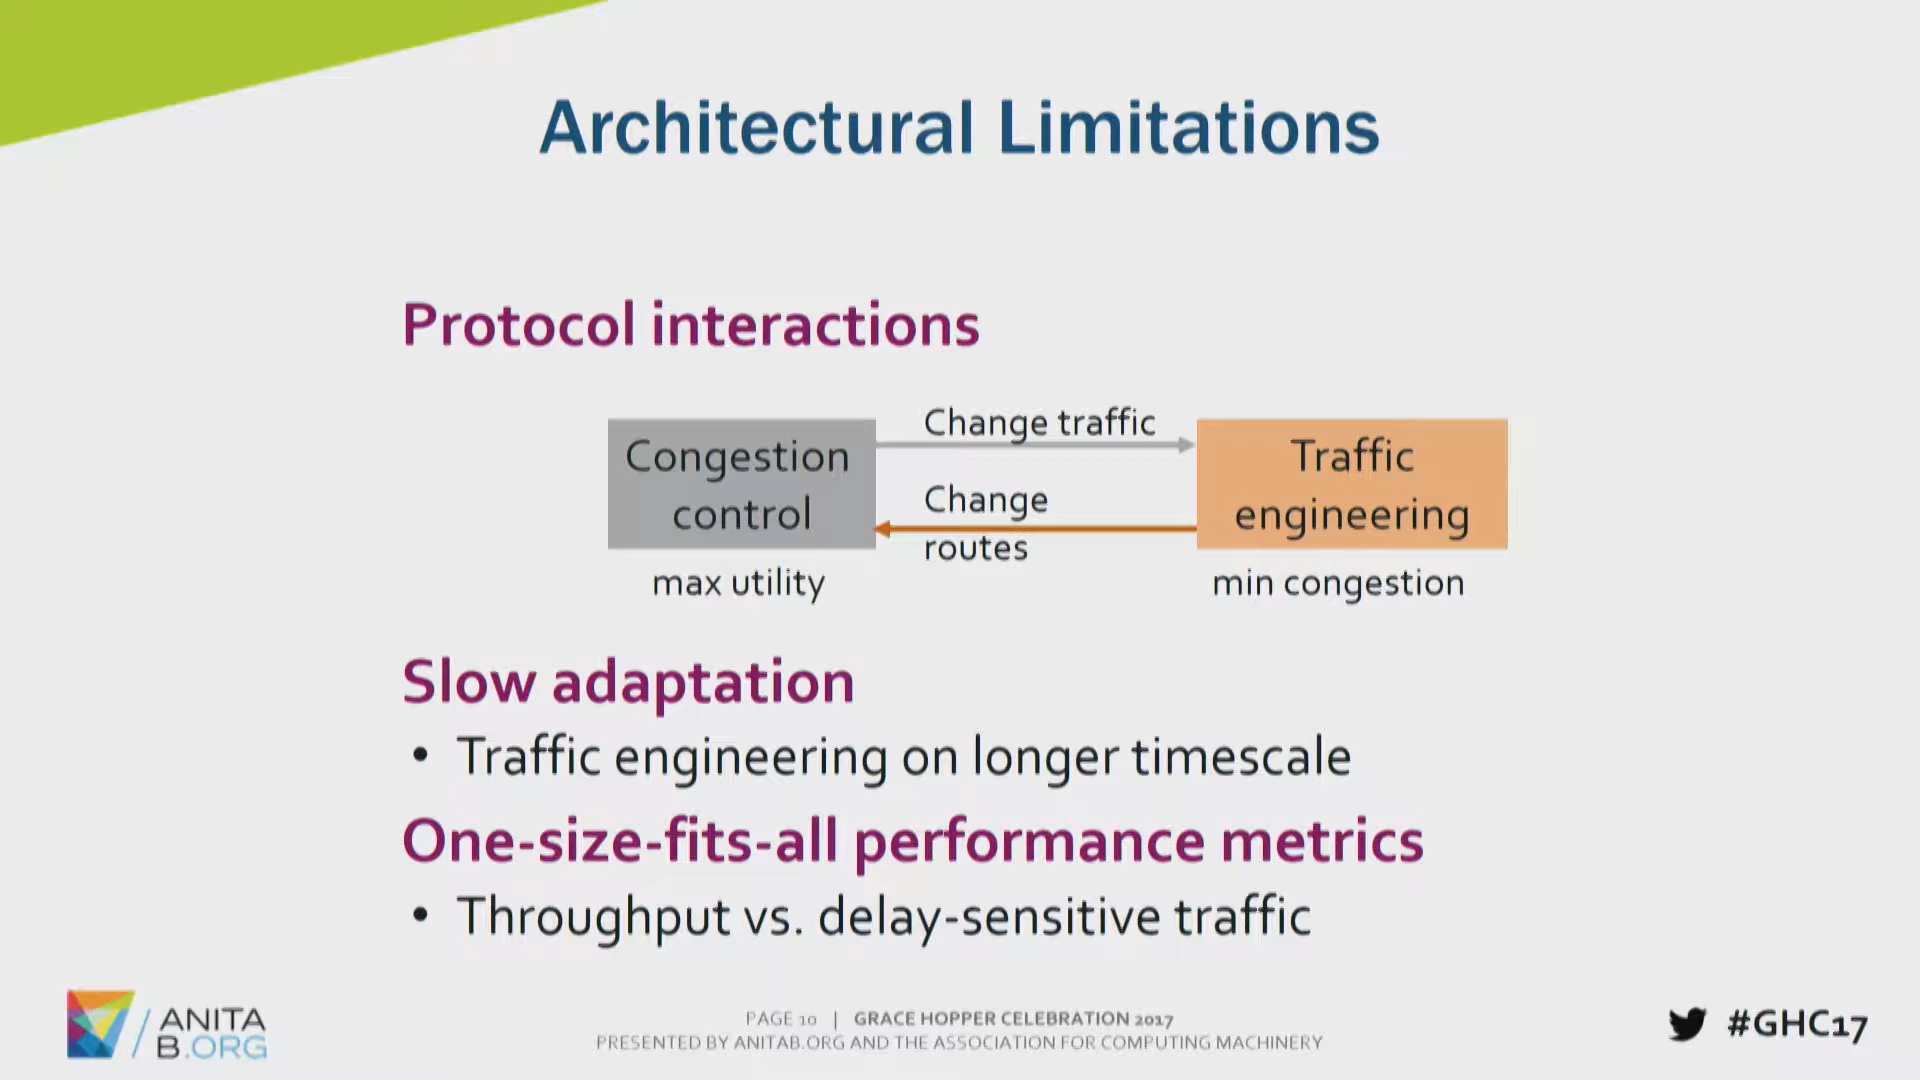 Architectural Limitations
Protocol interactions
Congestion
control
max utility
Change traffic
Change
routes
Traffic
engineering
min congestion
Slow adaptation
• Traffic engineering on longer timescale
One-size-fits-all performance metrics
• Throughput vs. delay-sensitive traffic
ANITA
B.ORG
PAGE 10 | GRACE HOPPER CELEBRATION 2017
PRESENTED BY ANITAB.ORG AND THE ASSOCIATION FOR COMPUTING MACHINERY
#GHC17